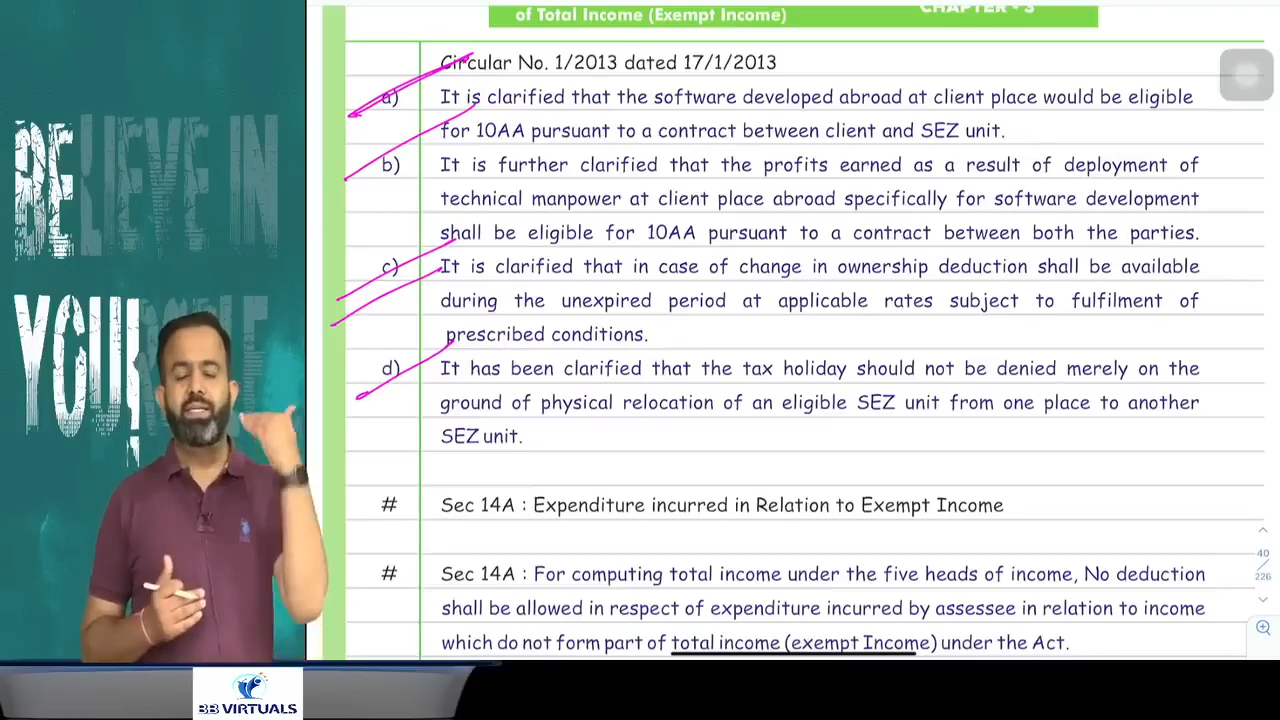 of Total Income (Exempt Income)
CHAPTER - 3
Circular No. 1/2013 dated 17/1/2013
a) It is clarified that the software developed abroad at client place would be eligible
for 10AA pursuant to a contract between client and SEZ unit.
b) It is further clarified that the profits earned as a result of deployment of
technical manpower at client place abroad specifically for software development
shall be eligible for 10AA pursuant to a contract between both the parties.
c) It is clarified that in case of change in ownership deduction shall be available
during the unexpired period at applicable rates subject to fulfilment of
prescribed conditions.
d) It has been clarified that the tax holiday should not be denied merely on the
ground of physical relocation of an eligible SEZ unit from one place to another
SEZ unit.
# Sec 14A : Expenditure incurred in Relation to Exempt Income
# Sec 14A : For computing total income under the five heads of income, No deduction
shall be allowed in respect of expenditure incurred by assessee in relation to income
which do not form part of total income (exempt Income) under the Act.
40
226
BELIEVE IN
BB VIRTUALS